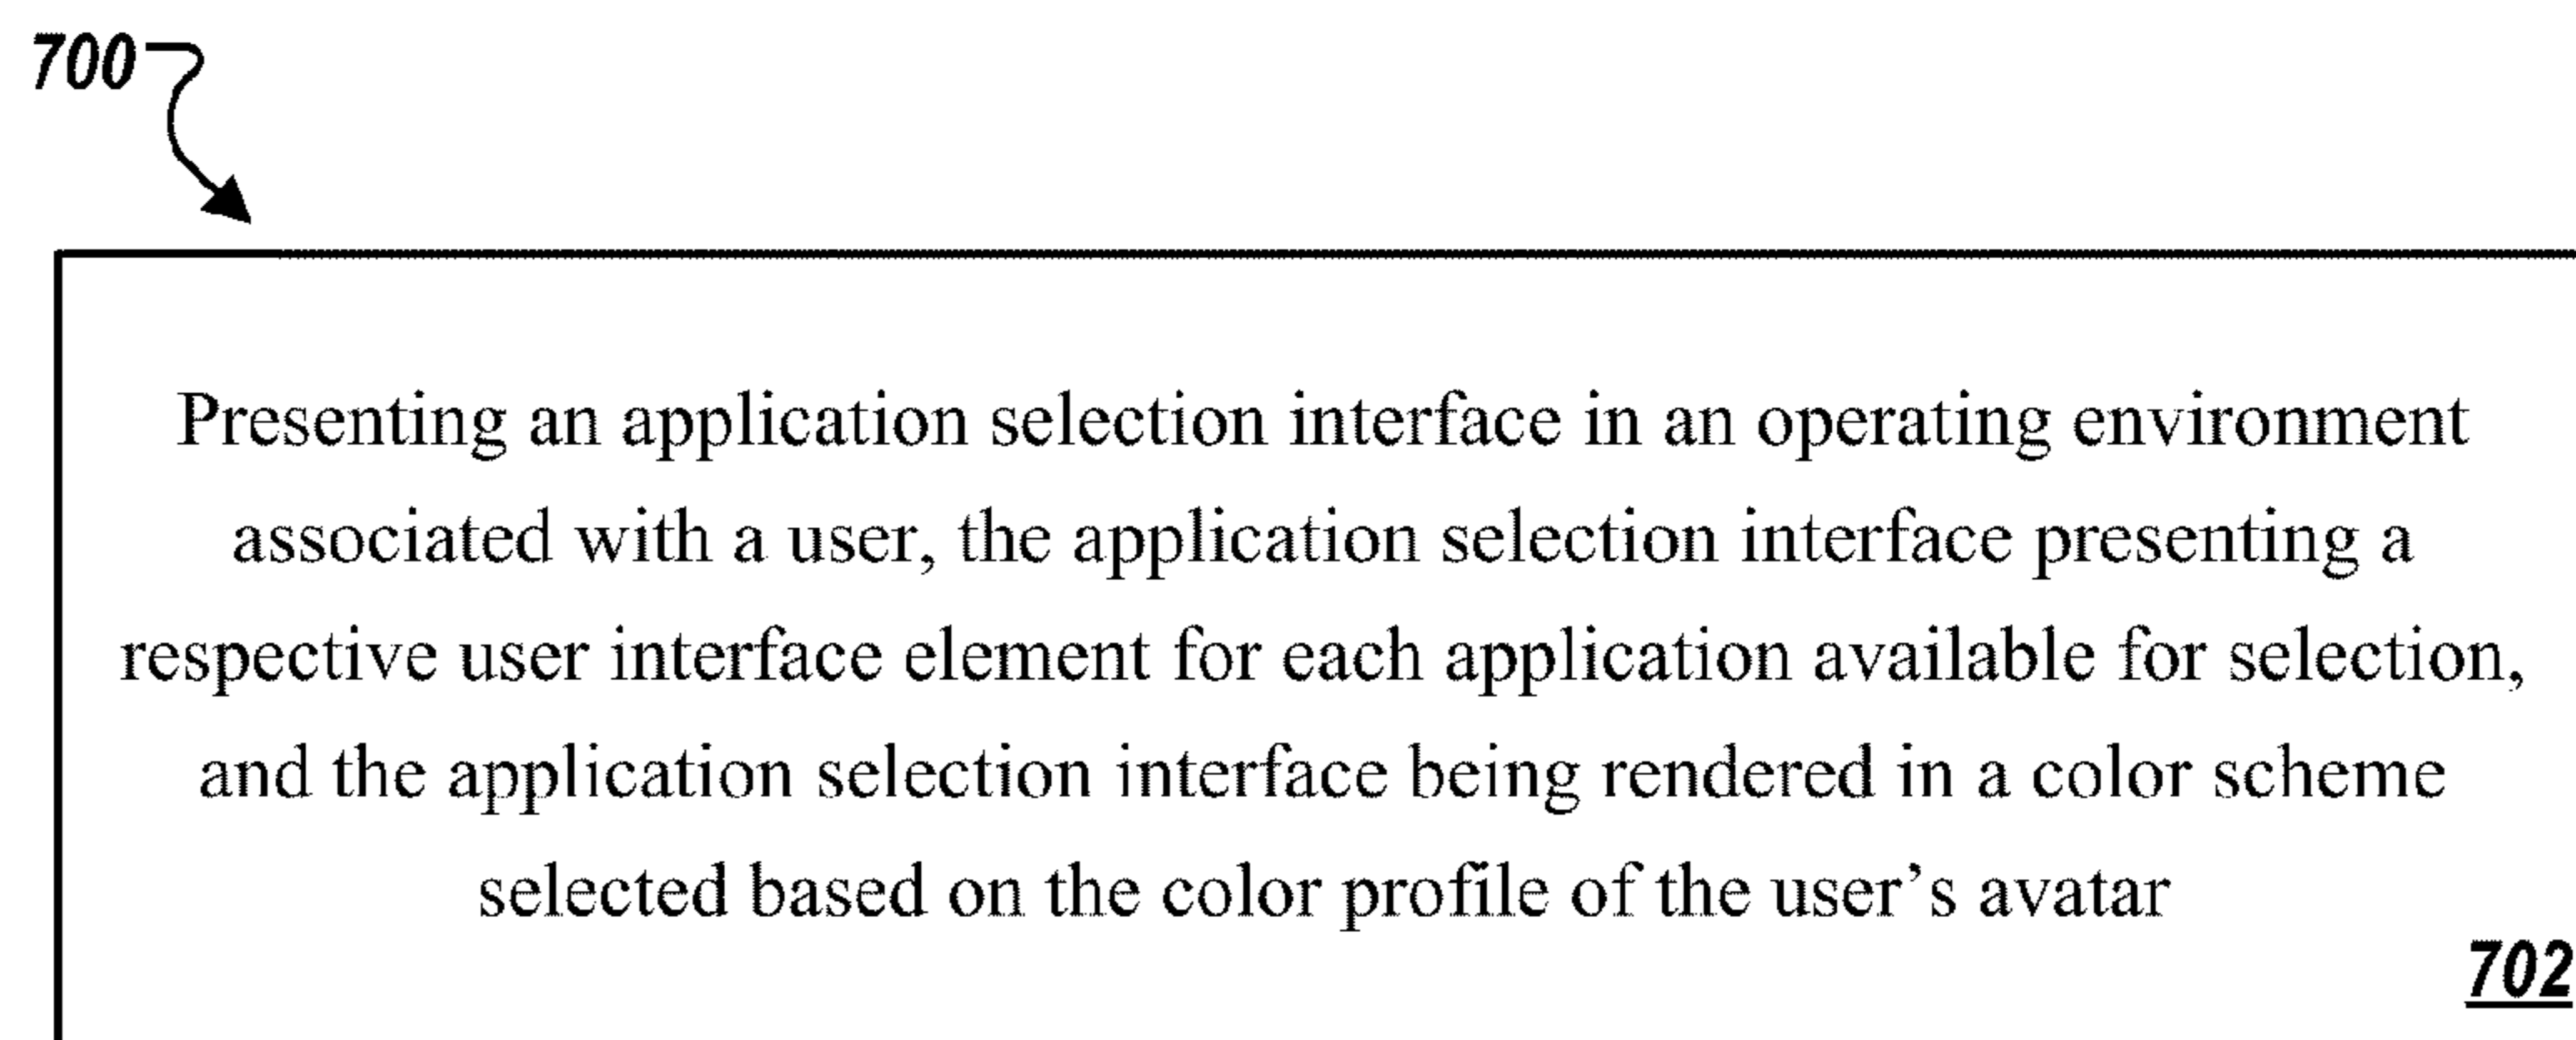 700
Presenting an application selection interface in an operating environment
associated with a user, the application selection interface presenting a
respective user interface element for each application available for selection,
and the application selection interface being rendered in a color scheme
selected based on the color profile of the user’s avatar
702